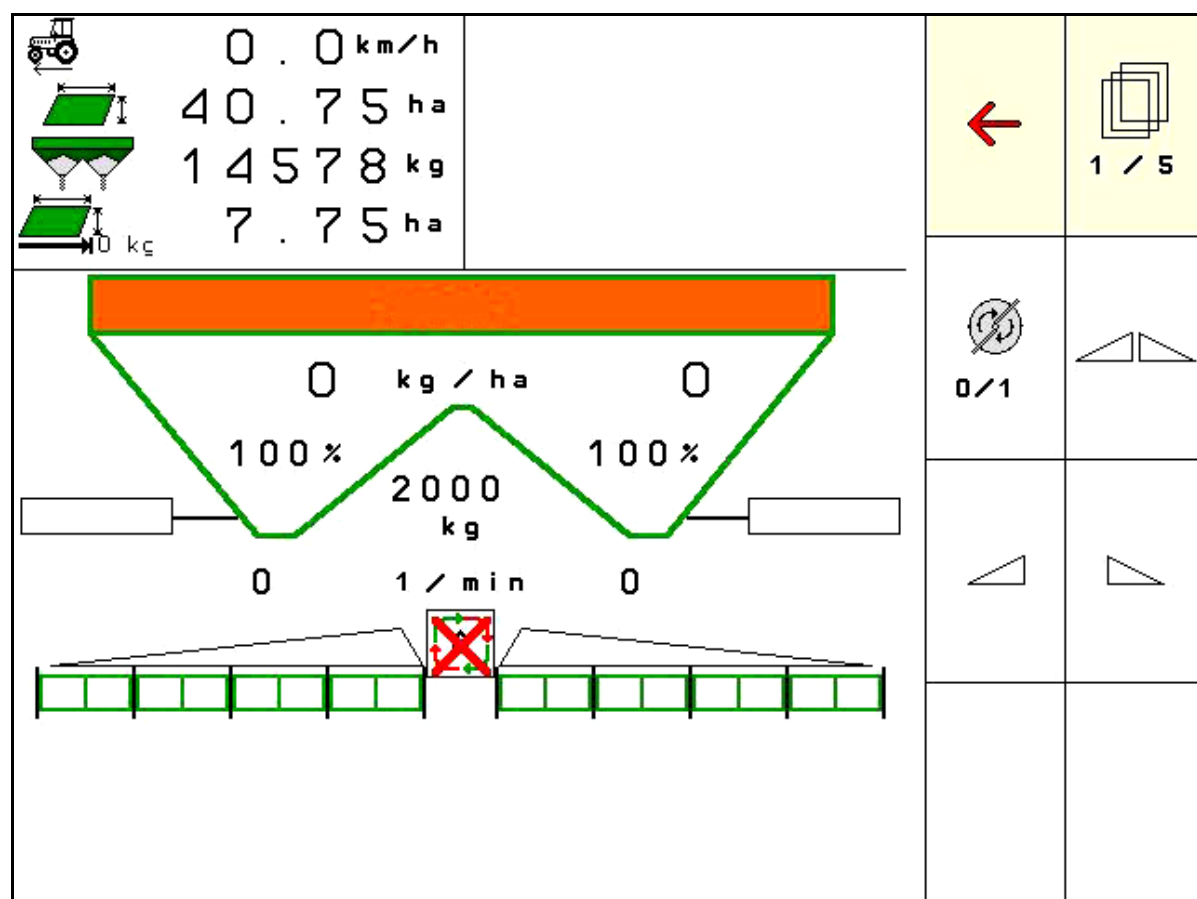 0.0 km/h
40.75 ha
14578 kg
7.75 ha
0 kg
1 / 5
0/1
0 kg/ha 0
100% 100%
2000
kg
0 1/min 0